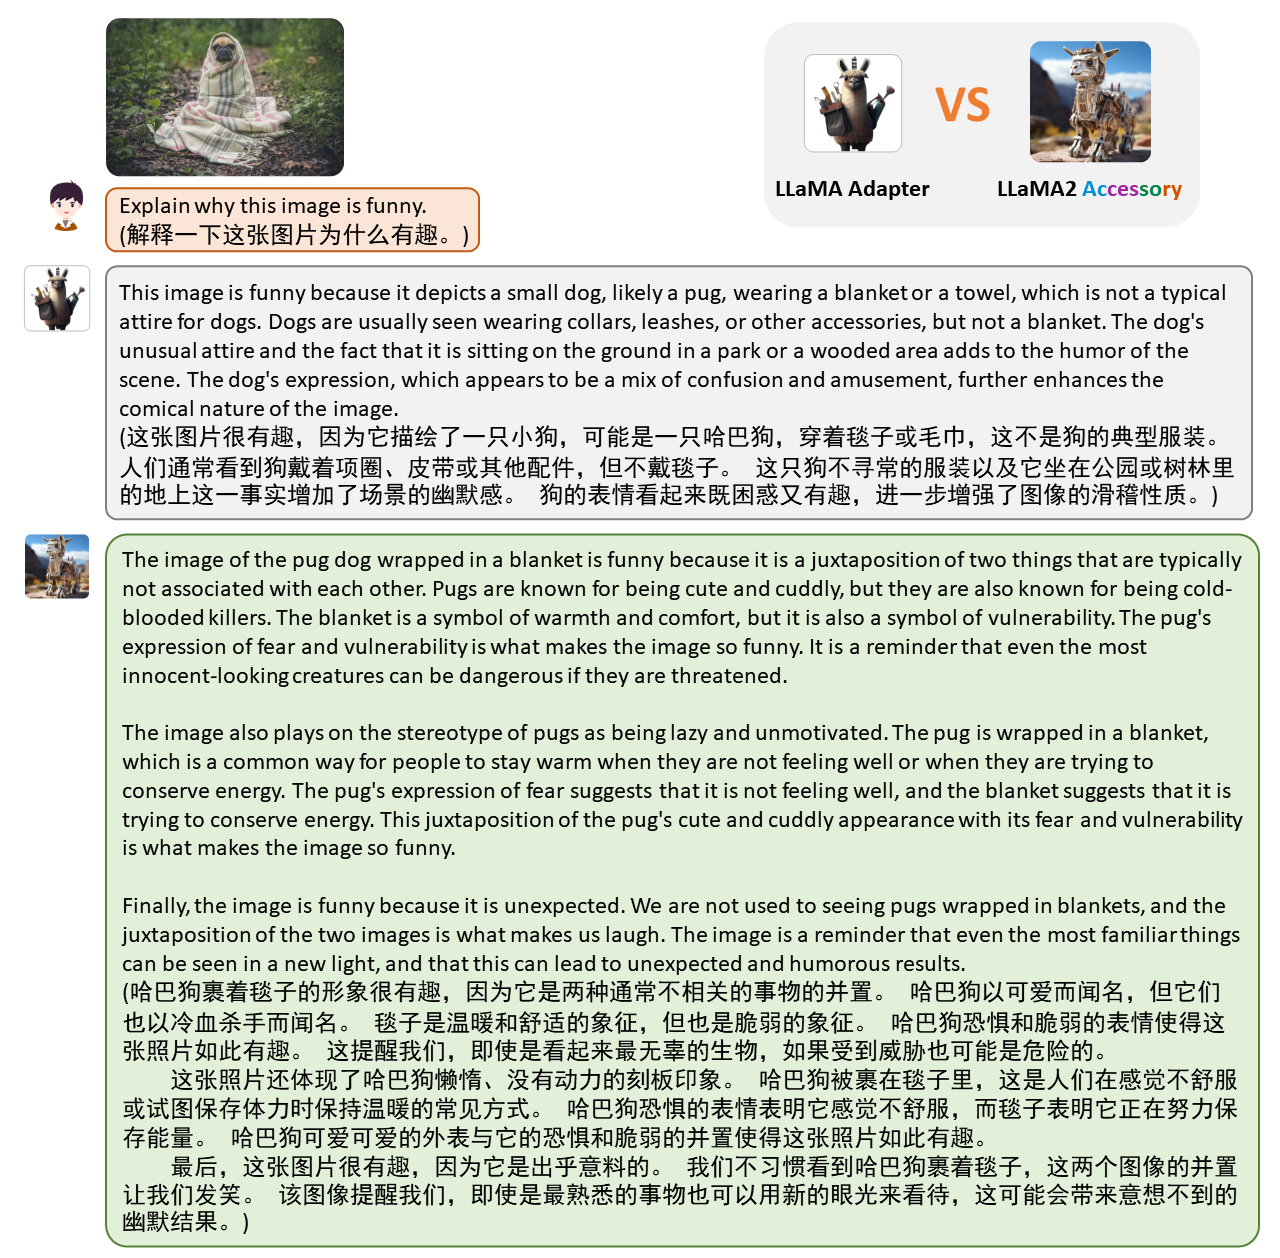 VS
LLaMA Adapter
LLaMA2 Accessory
Explain why this image is funny.
(解释一下这张图片为什么有趣。)
This image is funny because it depicts a small dog, likely a pug, wearing a blanket or a towel, which is not a typical
attire for dogs. Dogs are usually seen wearing collars, leashes, or other accessories, but not a blanket. The dog's
unusual attire and the fact that it is sitting on the ground in a park or a wooded area adds to the humor of the
scene. The dog's expression, which appears to be a mix of confusion and amusement, further enhances the
comical nature of the image.
(这张图片很有趣，因为它描绘了一只小狗，可能是一只哈巴狗，穿着毯子或毛巾，这不是狗的典型服装。
人们通常看到狗戴着项圈、皮带或其他配件，但不戴毯子。 这只狗不寻常的服装以及它坐在公园或树林里
的地上这一事实增加了场景的幽默感。 狗的表情看起来既困惑又有趣，进一步增强了图像的滑稽性质。)
The image of the pug dog wrapped in a blanket is funny because it is a juxtaposition of two things that are typically
not associated with each other. Pugs are known for being cute and cuddly, but they are also known for being cold-
blooded killers. The blanket is a symbol of warmth and comfort, but it is also a symbol of vulnerability. The pug's
expression of fear and vulnerability is what makes the image so funny. It is a reminder that even the most
innocent-looking creatures can be dangerous if they are threatened.
The image also plays on the stereotype of pugs as being lazy and unmotivated. The pug is wrapped in a blanket,
which is a common way for people to stay warm when they are not feeling well or when they are trying to
conserve energy. The pug's expression of fear suggests that it is not feeling well, and the blanket suggests that it is
trying to conserve energy. This juxtaposition of the pug's cute and cuddly appearance with its fear and vulnerability
is what makes the image so funny.
Finally, the image is funny because it is unexpected. We are not used to seeing pugs wrapped in blankets, and the
juxtaposition of the two images is what makes us laugh. The image is a reminder that even the most familiar things
can be seen in a new light, and that this can lead to unexpected and humorous results.
(哈巴狗裹着毯子的形象很有趣，因为它是两种通常不相关的事物的并置。 哈巴狗以可爱而闻名，但它们
也以冷血杀手而闻名。 毯子是温暖和舒适的象征，但也是脆弱的象征。 哈巴狗恐惧和脆弱的表情使得这
张照片如此有趣。 这提醒我们，即使是看起来最无辜的生物，如果受到威胁也可能是危险的。
这张照片还体现了哈巴狗懒惰、没有动力的刻板印象。 哈巴狗被裹在毯子里，这是人们在感觉不舒服
或试图保存体力时保持温暖的常见方式。 哈巴狗恐惧的表情表明它感觉不舒服，而毯子表明它正在努力保
存能量。 哈巴狗可爱可爱的外表与它的恐惧和脆弱的并置使得这张照片如此有趣。
最后，这张图片很有趣，因为它是出乎意料的。 我们不习惯看到哈巴狗裹着毯子，这两个图像的并置
让我们发笑。 该图像提醒我们，即使是最熟悉的事物也可以用新的眼光来看待，这可能会带来意想不到的
幽默结果。)